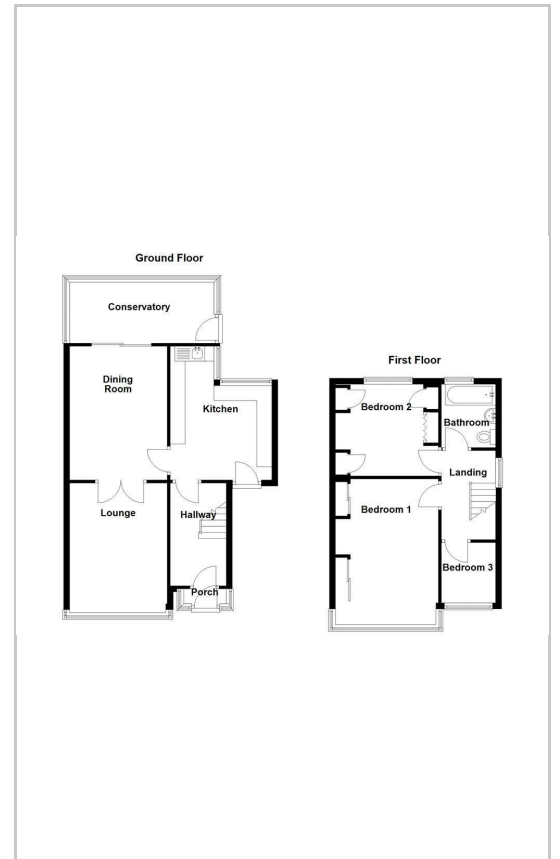 Ground Floor
Conservatory
Dining
Room
Kitchen
Lounge
Hallway
Porch
First Floor
Bedroom 2
Bathroom
Landing
Bedroom 1
Bedroom 3